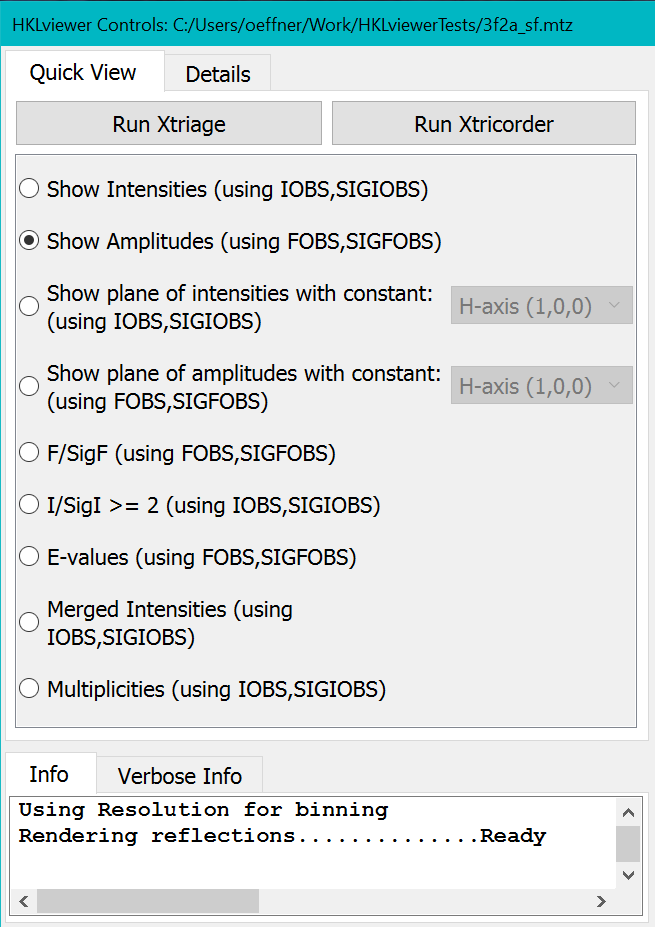 HKLviewer Controls: C:/Users/oeffner/Work/HKLviewerTests/3f2a_sf.mtz
Quick View
Details
Run Xtriage
Run Xtricorder
Show Intensities (using IOBS,SIGIOBS)
Show Amplitudes (using FOBS,SIGFOBS)
Show plane of intensities with constant:
(using IOBS,SIGIOBS)
H-axis (1,0,0)
Show plane of amplitudes with constant:
(using FOBS,SIGFOBS)
H-axis (1,0,0)
F/SigF (using FOBS,SIGFOBS)
I/SigI >= 2 (using IOBS,SIGIOBS)
E-values (using FOBS,SIGFOBS)
Merged Intensities (using
IOBS,SIGIOBS)
Multiplicities (using IOBS,SIGIOBS)
Info
Verbose Info
Using Resolution for binning
Rendering reflections..............Ready